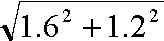 √(1.6² + 1.2²)